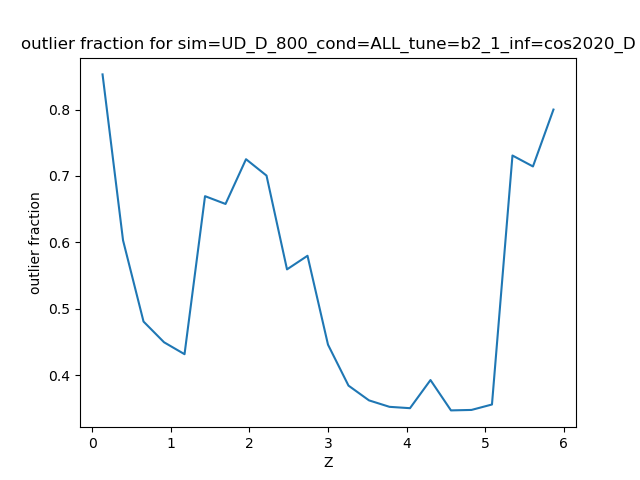 outlier fraction for sim=UD_D_800_cond=ALL_tune=b2_1_inf=cos2020_D
0.8
0.7
0.6
0.5
0.4
outlier fraction
0 1 2 3 4 5 6
Z